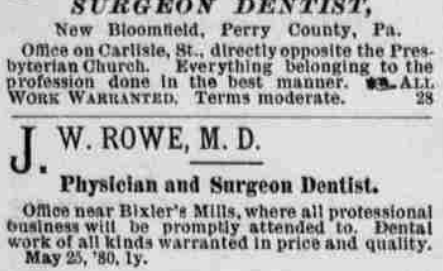 SURGEON DENTIST,
New Bloomfield, Perry County, Pa.
Office on Carlisle, St., directly opposite the Pres-
byterian Church. Everything belonging to the
profession done in the best manner. ALL
WORK WARRANTED. Terms moderate. 28
J. W. ROWE, M. D.
Physician and Surgeon Dentist.
Office near Bixler's Mills, where all professional
business will be promptly attended to. Dental
work of all kinds warranted in price and quality.
May 25, '80, 1y.